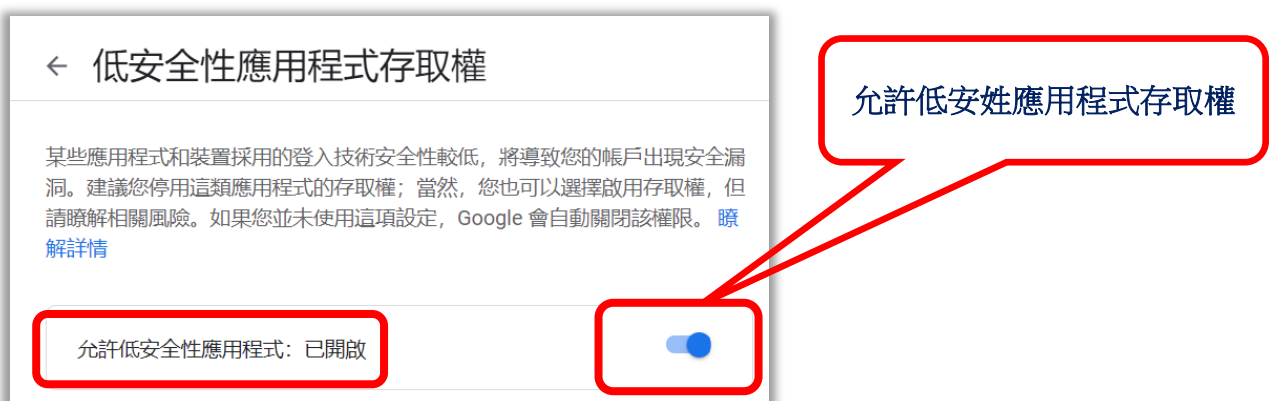 ← 低安全性應用程式存取權
某些應用程式和裝置採用的登入技術安全性較低，將導致您的帳戶出現安全漏
洞。建議您停用這類應用程式的存取權；當然，您也可以選擇啟用存取權，但
請瞭解相關風險。如果您並未使用這項設定，Google 會自動關閉該權限。 瞭
解詳情
允許低安全性應用程式：已開啟
允許低安姓應用程式存取權